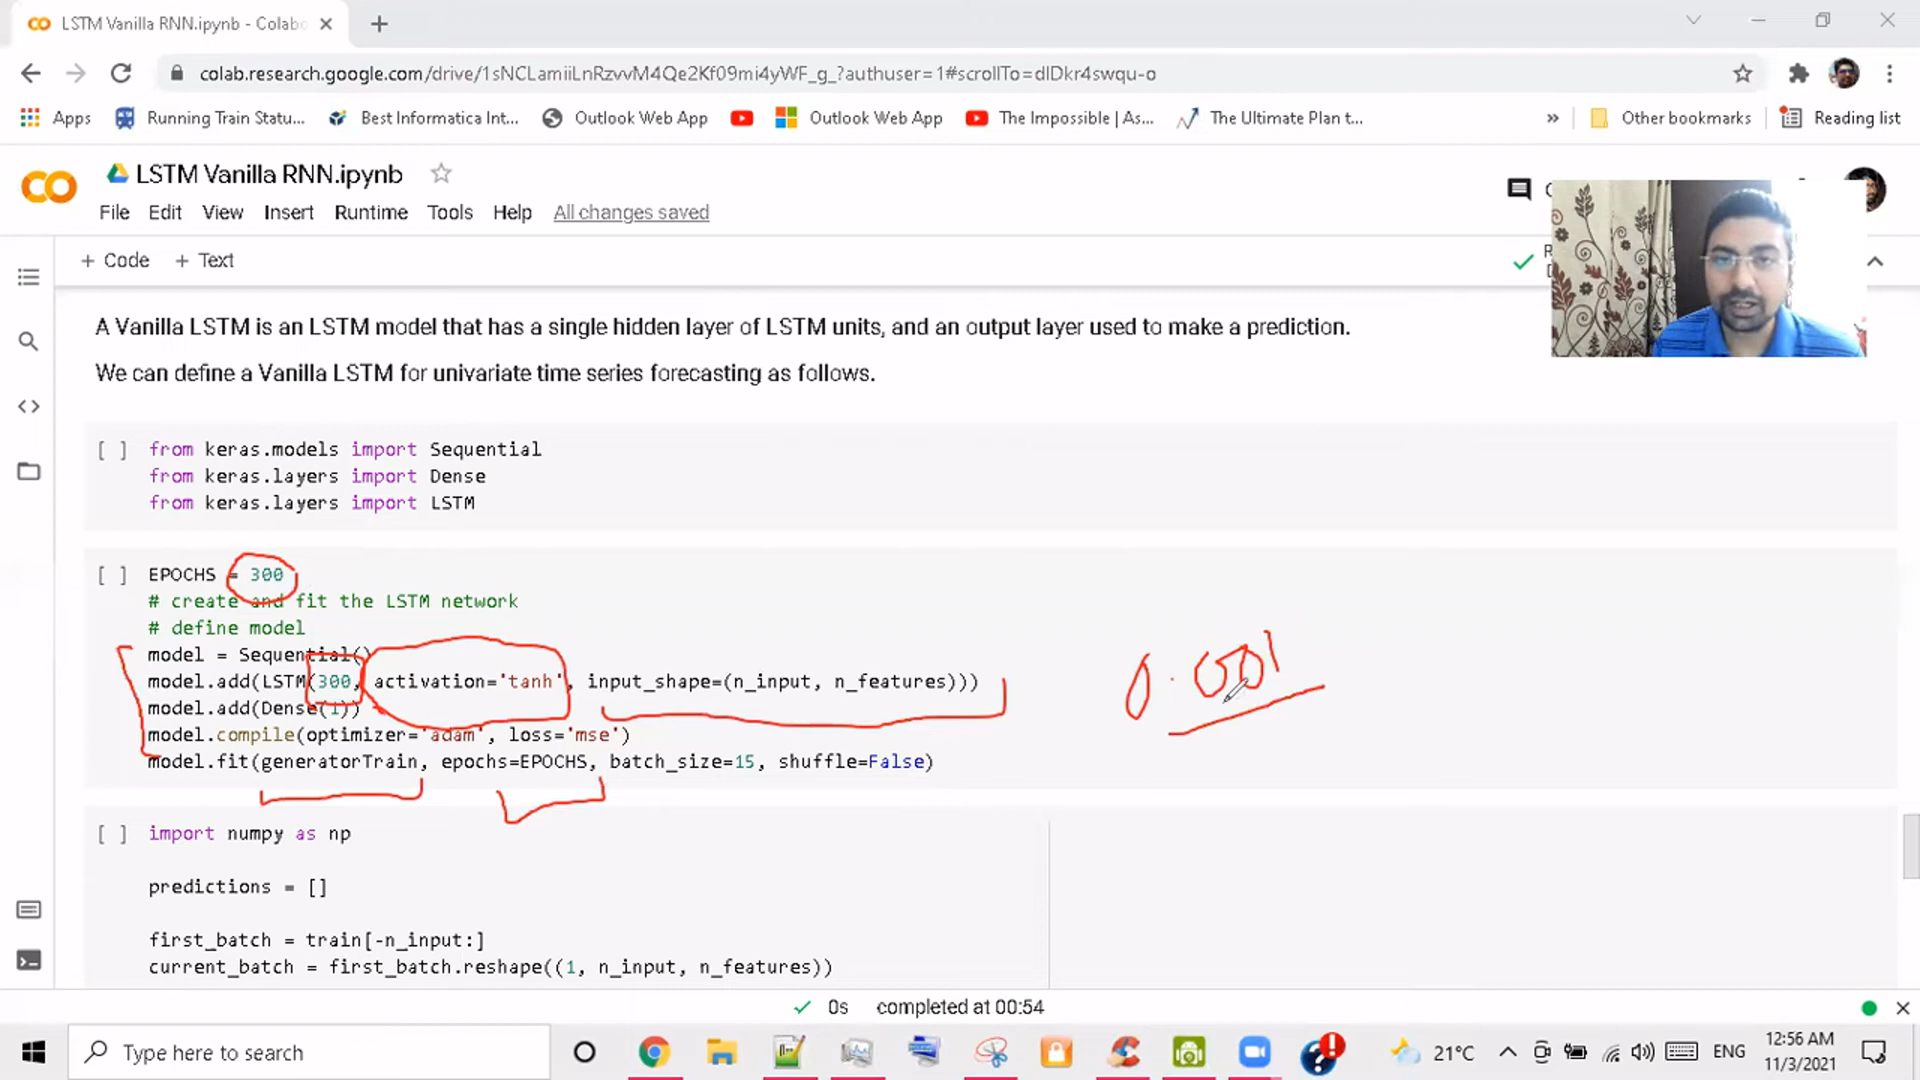 LSTM Vanilla RNN.ipynb - Colabo
colab.research.google.com/drive/1sNCLamiiLnRzvvM4Qe2Kf09mi4yWF_g_?authuser=1#scrollTo=dlDkr4swqu-o
Apps Running Train Statu... Best Informatica Int... Outlook Web App Outlook Web App The Impossible | As... The Ultimate Plan t... » Other bookmarks Reading list
LSTM Vanilla RNN.ipynb
File Edit View Insert Runtime Tools Help All changes saved
+ Code + Text
A Vanilla LSTM is an LSTM model that has a single hidden layer of LSTM units, and an output layer used to make a prediction.
We can define a Vanilla LSTM for univariate time series forecasting as follows.
[ ] from keras.models import Sequential
from keras.layers import Dense
from keras.layers import LSTM
[ ] EPOCHS = 300
# create and fit the LSTM network
# define model
model = Sequential()
model.add(LSTM(300, activation='tanh', input_shape=(n_input, n_features)))
model.add(Dense(1))
model.compile(optimizer='adam', loss='mse')
model.fit(generatorTrain, epochs=EPOCHS, batch_size=15, shuffle=False)
0.001
[ ] import numpy as np
predictions = []
first_batch = train[-n_input:]
current_batch = first_batch.reshape((1, n_input, n_features))
0s completed at 00:54
Type here to search
21°C ENG
12:56 AM
11/3/2021